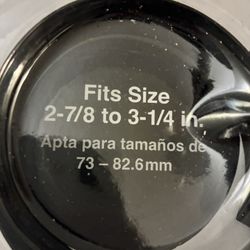 Fits Size
2-7/8 to 3-1/4 in.
Apta para tamaños de
73 – 82.6mm